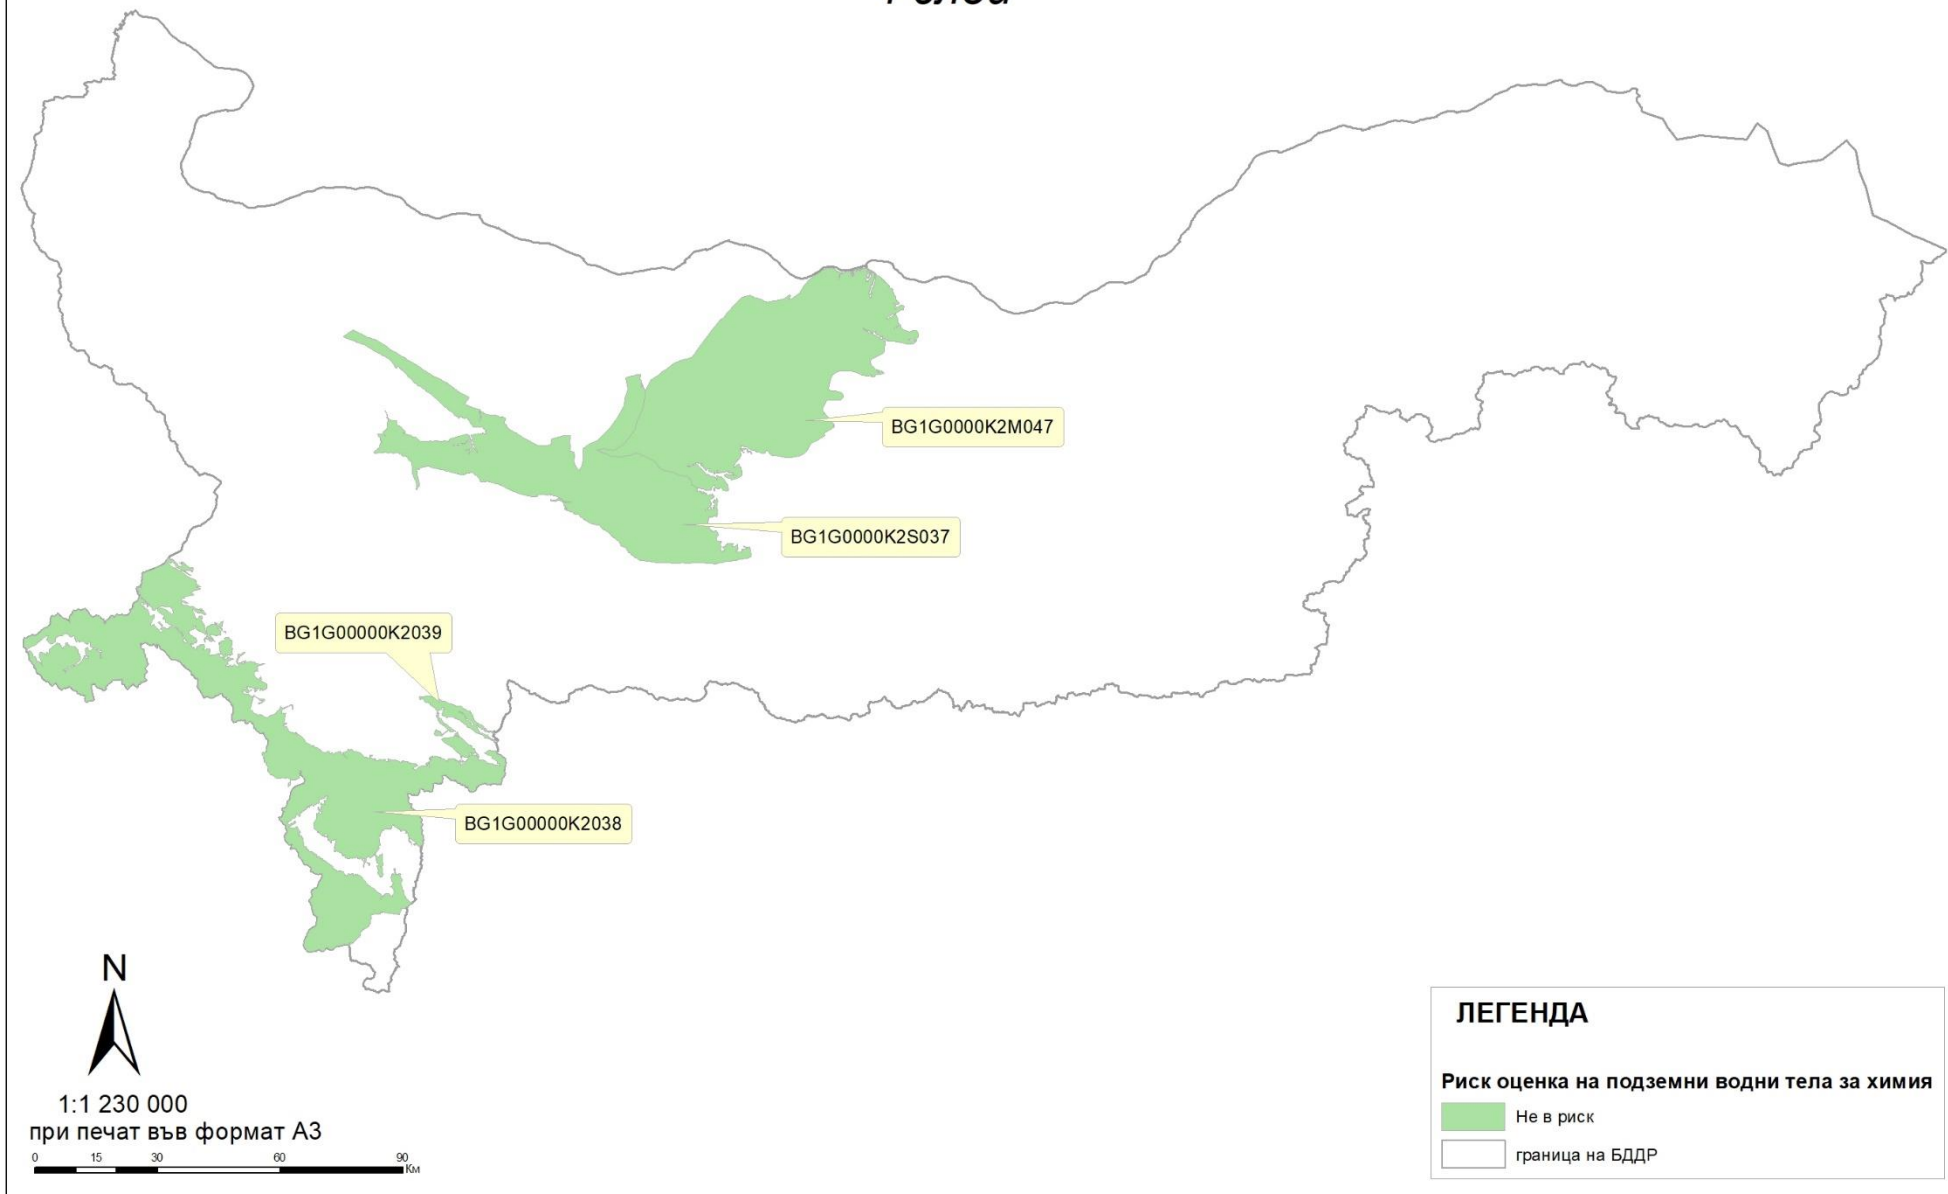 BG1G0000K2M047
BG1G0000K2S037
BG1G00000K2039
BG1G00000K2038
N
1:1 230 000
при печат във формат А3
0 15 30 60 90
Км
ЛЕГЕНДА
Риск оценка на подземни водни тела за химия
Не в риск
граница на БДДР